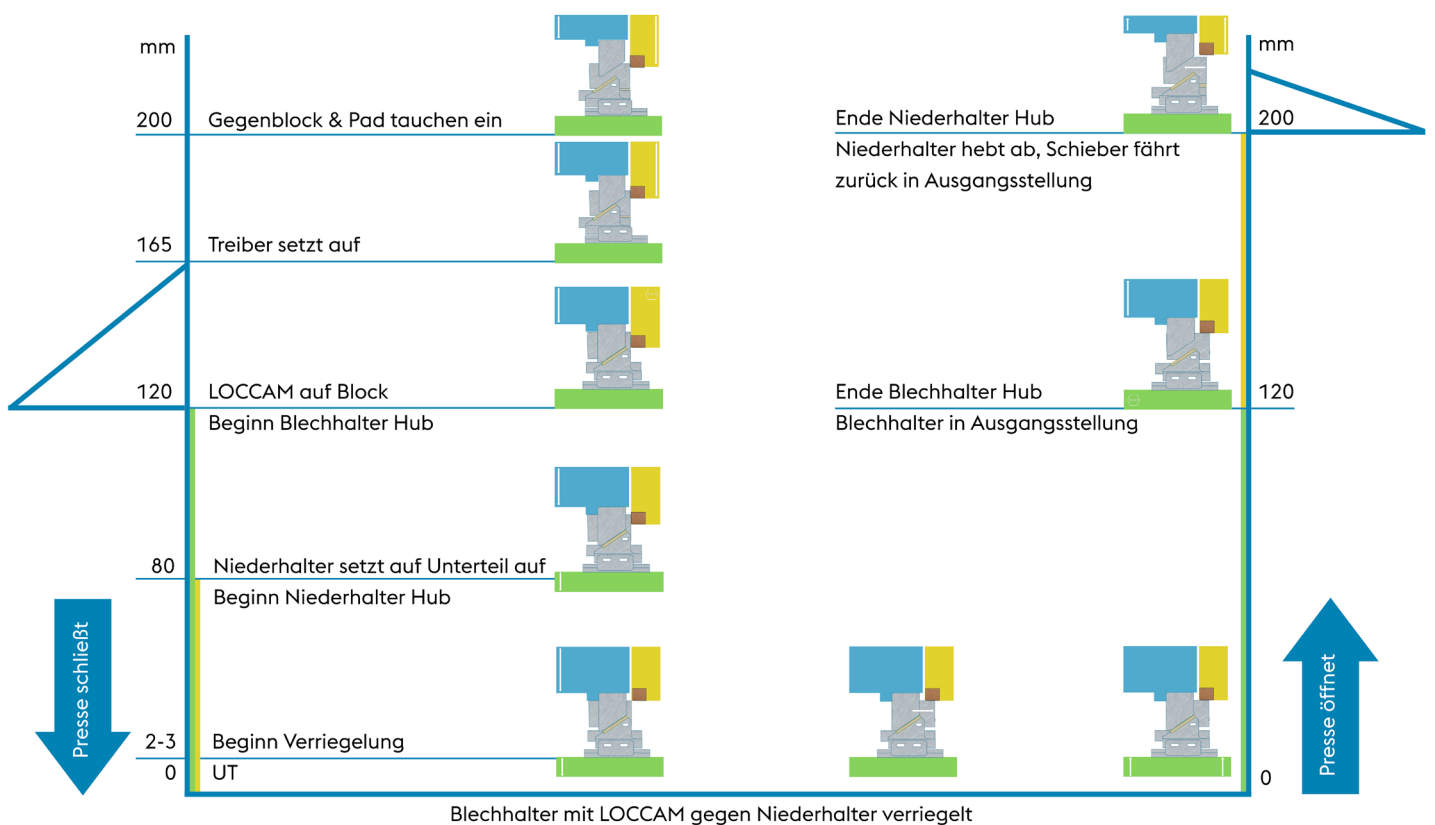 mm
200 Gegenblock & Pad tauchen ein
165 Treiber setzt auf
120 LOCCAM auf Block
Beginn Blechhalter Hub
80 Niederhalter setzt auf Unterteil auf
Beginn Niederhalter Hub
2-3 Beginn Verriegelung
0 UT
Presse schließt
mm
Ende Niederhalter Hub 200
Niederhalter hebt ab, Schieber fährt
zurück in Ausgangsstellung
Ende Blechhalter Hub 120
Blechhalter in Ausgangsstellung
0
Presse öffnet
Blechhalter mit LOCCAM gegen Niederhalter verriegelt